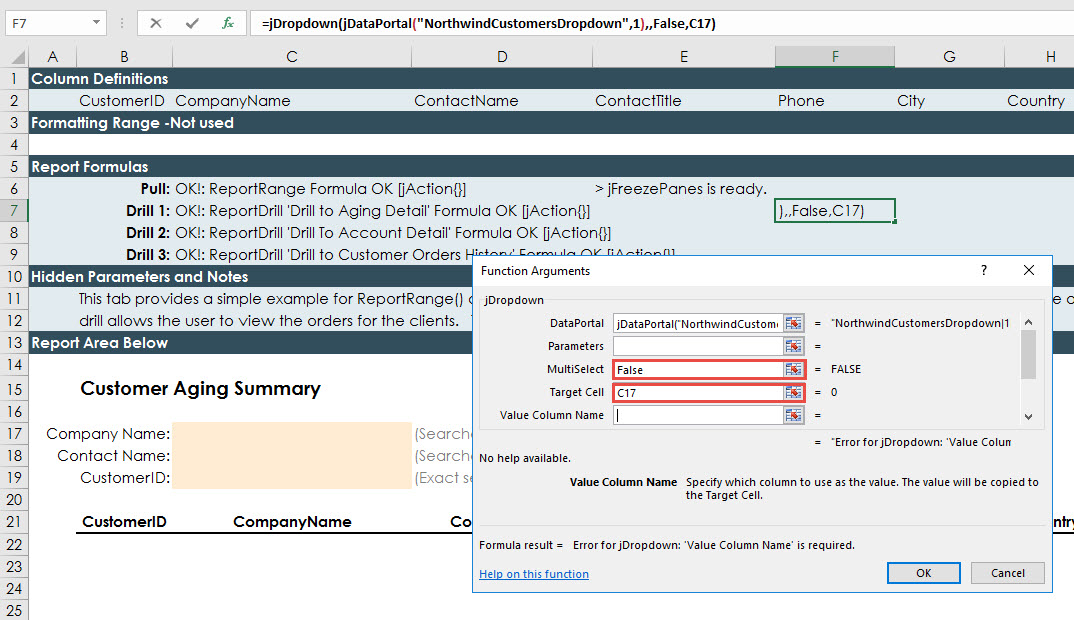 F7 fx =jDropdown(jDataPortal("NorthwindCustomersDropdown",1),,False,C17)
A B C D E F G H
1 Column Definitions
2 CustomerID CompanyName ContactName ContactTitle Phone City Country
3 Formatting Range -Not used
4
5 Report Formulas
6 Pull: OK!: ReportRange Formula OK [jAction{}] > jFreezePanes is ready.
7 Drill 1: OK!: ReportDrill 'Drill to Aging Detail' Formula OK [jAction{}] ),,False,C17)
8 Drill 2: OK!: ReportDrill 'Drill To Account Detail' Formula OK [jAction{}]
9 Drill 3: OK!: ReportDrill 'Drill to Customer Orders History' Formula OK [jAction{}]
10 Hidden Parameters and Notes
11 This tab provides a simple example for ReportRange()
12 drill allows the user to view the orders for the clients.
13 Report Area Below
14
15 Customer Aging Summary
16
17 Company Name: (Searche
18 Contact Name: (Searche
19 CustomerID: (Exact se
20
21 CustomerID CompanyName Co ntry
22
23
24
25
Function Arguments ?
jDropdown
DataPortal jDataPortal("NorthwindCustome = "NorthwindCustomersDropdown|1
Parameters =
MultiSelect False = FALSE
Target Cell C17 = 0
Value Column Name =
= "Error for jDropdown: 'Value Colum
No help available.
Value Column Name Specify which column to use as the value. The value will be copied to
the Target Cell.
Formula result = Error for jDropdown: 'Value Column Name' is required.
Help on this function OK Cancel